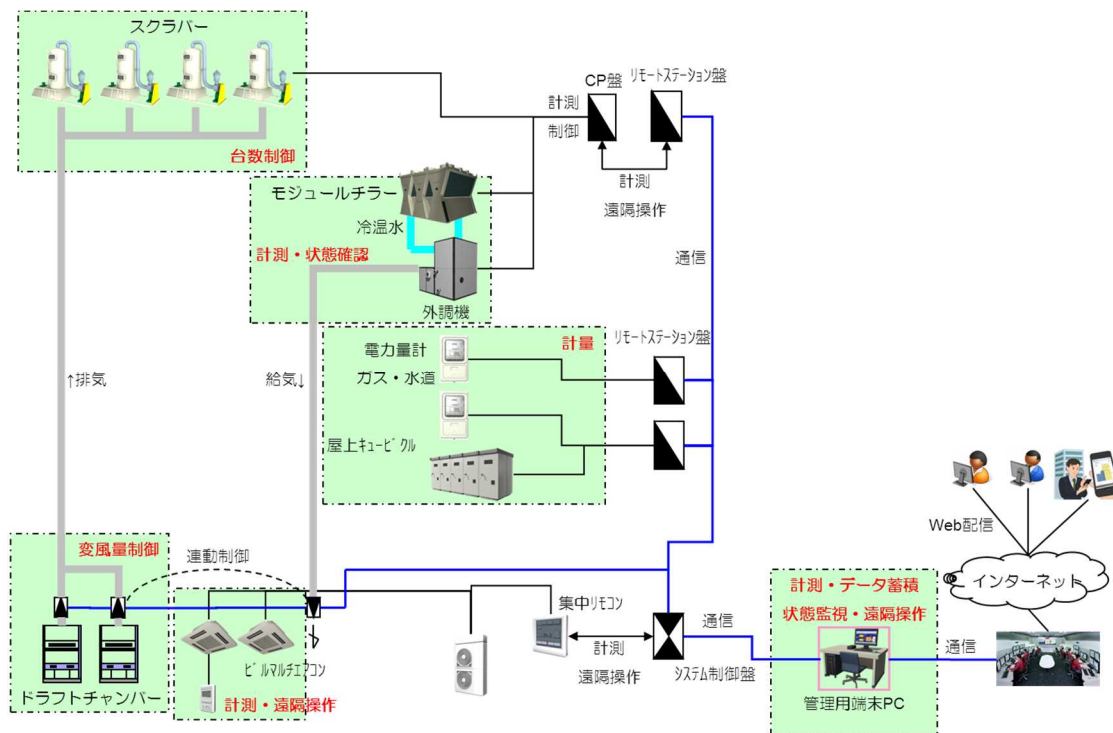 スクラバー
台数制御
CP盤
ﾘﾓｰﾄｽﾃｰｼｮﾝ盤
計測
制御
計測
遠隔操作
モジュールチラー
冷温水
計測・状態確認
外調機
通信
電力量計
計量
ガス・水道
屋上ｷｭｰﾋﾞｸﾙ
ﾘﾓｰﾄｽﾃｰｼｮﾝ盤
↑排気
給気↓
変風量制御
連動制御
ドラフトチャンバー
ﾋﾞﾙﾏﾙﾁｴｱｺﾝ
計測・遠隔操作
集中ﾘﾓｺﾝ
計測
遠隔操作
ｼｽﾃﾑ制御盤
通信
計測・データ蓄積
状態監視・遠隔操作
管理用端末PC
通信
Web配信
インターネット